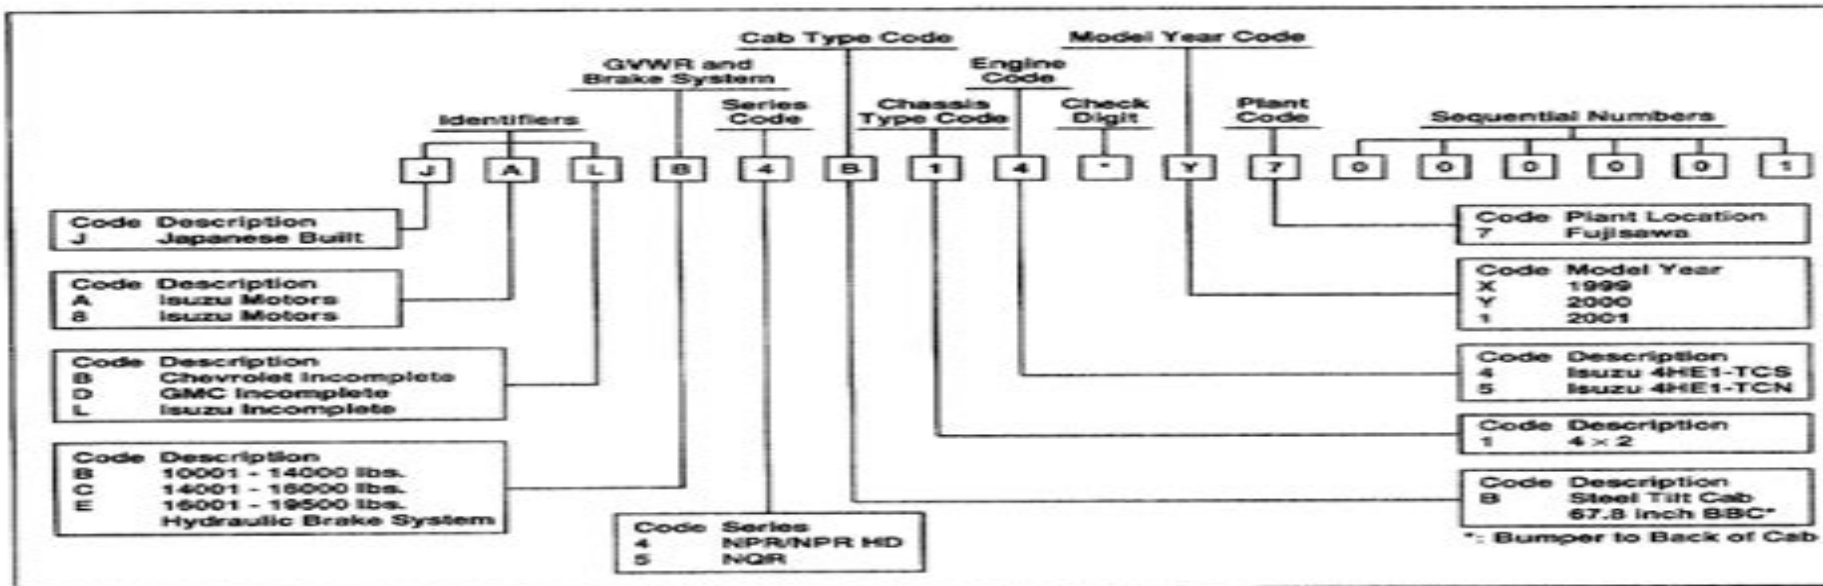 Cab Type Code
Model Year Code
GVWR and
Brake System
Engine
Code
Series
Code
Chassis
Type Code
Check
Digit
Plant
Code
Identifiers
Sequential Numbers
J A L B 4 B 1 4 * Y 7 0 0 0 0 0 1
Code Description
J Japanese Built
Code Description
A Isuzu Motors
8 Isuzu Motors
Code Description
B Chevrolet Incomplete
D GMC Incomplete
L Isuzu Incomplete
Code Description
B 10001 - 14000 lbs.
C 14001 - 16000 lbs.
E 16001 - 19500 lbs.
Hydraulic Brake System
Code Series
4 NPR/NPR HD
5 NQR
Code Plant Location
7 Fujisawa
Code Model Year
X 1999
Y 2000
1 2001
Code Description
4 Isuzu 4HE1-TCS
5 Isuzu 4HE1-TCN
Code Description
1 4 × 2
Code Description
B Steel Tilt Cab
67.8 inch BBC*
*: Bumper to Back of Cab